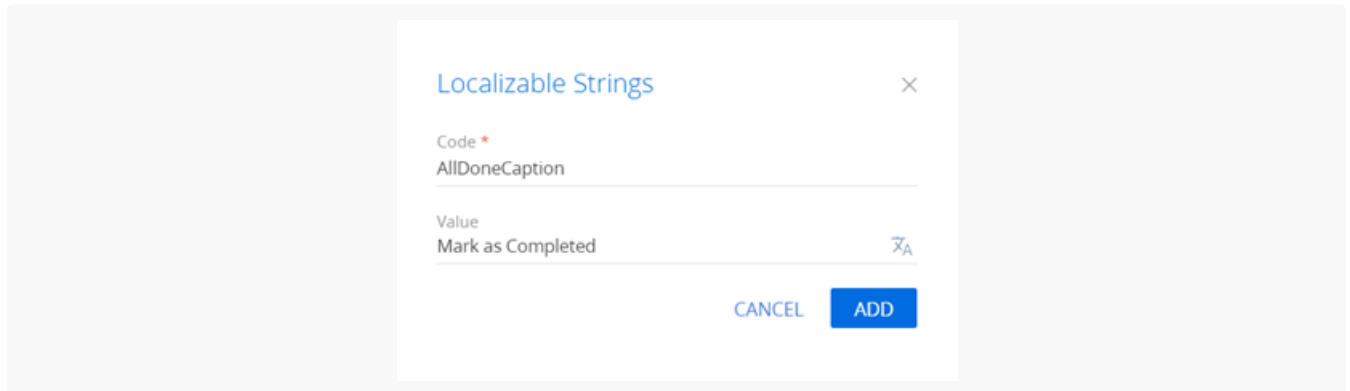 Localizable Strings
Code *
AllDoneCaption
Value
Mark as Completed
CANCEL ADD